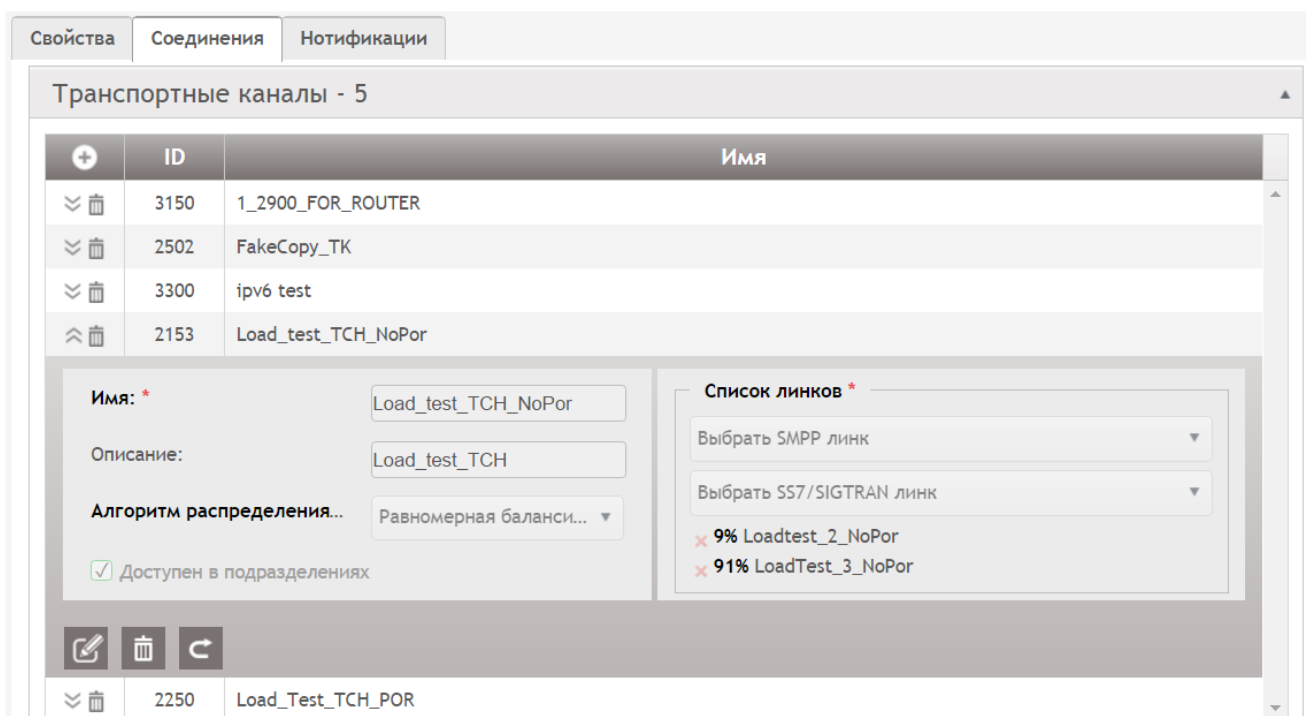 Свойства Соединения Нотификации
Транспортные каналы - 5
ID Имя
3150 1_2900_FOR_ROUTER
2502 FakeCopy_TK
3300 ipv6 test
2153 Load_test_TCH_NoPor
Имя: * Load_test_TCH_NoPor
Описание: Load_test_TCH
Алгоритм распределения... Равномерная баланси...
Доступен в подразделениях
Список линков *
Выбрать SMPP линк
Выбрать SS7/SIGTRAN линк
9% Loadtest_2_NoPor
91% LoadTest_3_NoPor
2250 Load_Test_TCH_POR